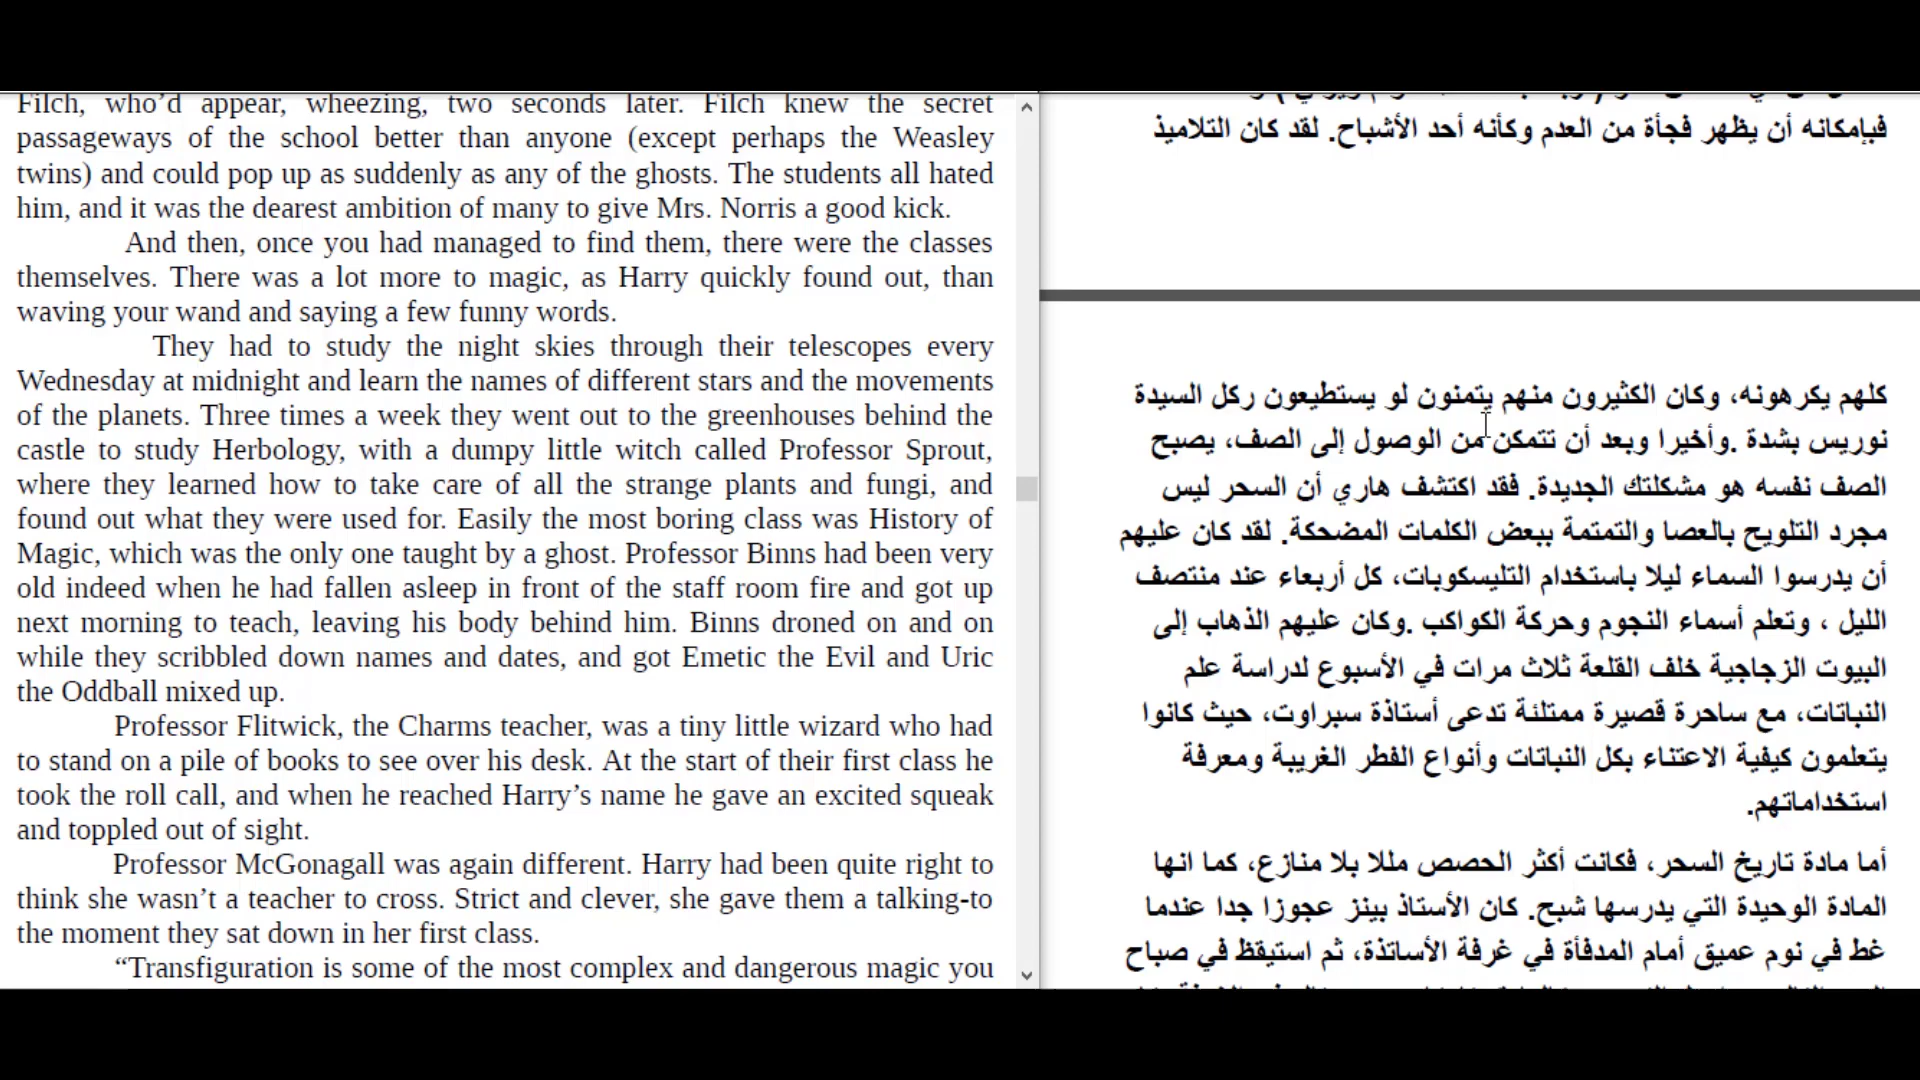 Filch, who’d appear, wheezing, two seconds later. Filch knew the secret
passageways of the school better than anyone (except perhaps the Weasley
twins) and could pop up as suddenly as any of the ghosts. The students all hated
him, and it was the dearest ambition of many to give Mrs. Norris a good kick.
And then, once you had managed to find them, there were the classes
themselves. There was a lot more to magic, as Harry quickly found out, than
waving your wand and saying a few funny words.
They had to study the night skies through their telescopes every
Wednesday at midnight and learn the names of different stars and the movements
of the planets. Three times a week they went out to the greenhouses behind the
castle to study Herbology, with a dumpy little witch called Professor Sprout,
where they learned how to take care of all the strange plants and fungi, and
found out what they were used for. Easily the most boring class was History of
Magic, which was the only one taught by a ghost. Professor Binns had been very
old indeed when he had fallen asleep in front of the staff room fire and got up
next morning to teach, leaving his body behind him. Binns droned on and on
while they scribbled down names and dates, and got Emetic the Evil and Uric
the Oddball mixed up.
Professor Flitwick, the Charms teacher, was a tiny little wizard who had
to stand on a pile of books to see over his desk. At the start of their first class he
took the roll call, and when he reached Harry’s name he gave an excited squeak
and toppled out of sight.
Professor McGonagall was again different. Harry had been quite right to
think she wasn’t a teacher to cross. Strict and clever, she gave them a talking-to
the moment they sat down in her first class.
“Transfiguration is some of the most complex and dangerous magic you
فبإمكانه أن يظهر فجأة من العدم وكأنه أحد الأشباح. لقد كان التلاميذ
كلهم يكرهونه، وكان الكثيرون منهم يتمنون لو يستطيعون ركل السيدة
نوريس بشدة .وأخيرا وبعد أن تتمكن من الوصول إلى الصف، يصبح
الصف نفسه هو مشكلتك الجديدة. فقد اكتشف هاري أن السحر ليس
مجرد التلويح بالعصا والتمتمة ببعض الكلمات المضحكة. لقد كان عليهم
أن يدرسوا السماء ليلا باستخدام التليسكوبات، كل أربعاء عند منتصف
الليل ، وتعلم أسماء النجوم وحركة الكواكب .وكان عليهم الذهاب إلى
البيوت الزجاجية خلف القلعة ثلاث مرات في الأسبوع لدراسة علم
النباتات، مع ساحرة قصيرة ممتلئة تدعى أستاذة سبراوت، حيث كانوا
يتعلمون كيفية الاعتناء بكل النباتات وأنواع الفطر الغريبة ومعرفة
استخداماتهم.
أما مادة تاريخ السحر، فكانت أكثر الحصص مللا بلا منازع، كما انها
المادة الوحيدة التي يدرسها شبح. كان الأستاذ بينز عجوزا جدا عندما
غط في نوم عميق أمام المدفأة في غرفة الأساتذة، ثم استيقظ في صباح